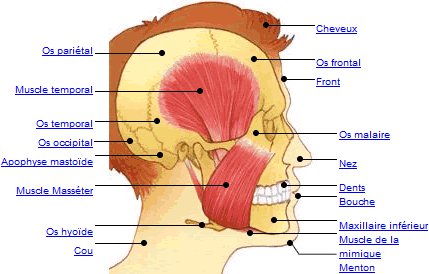 Cheveux
Os pariétal
Os frontal
Front
Muscle temporal
Os temporal
Os malaire
Os occipital
Apophyse mastoïde
Nez
Muscle Masséter
Dents
Bouche
Os hyoïde
Maxillaire inférieur
Cou
Muscle de la
mimique
Menton